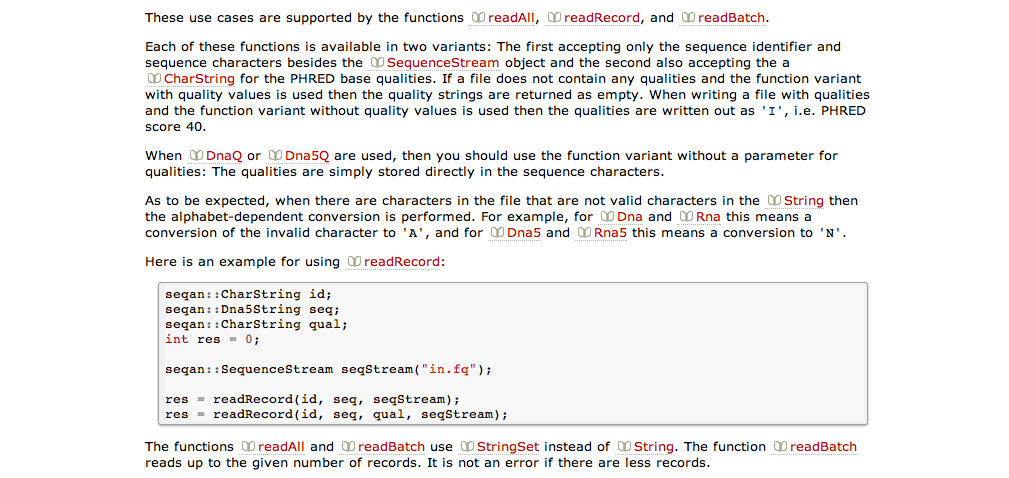 These use cases are supported by the functions readAll, readRecord, and readBatch.
Each of these functions is available in two variants: The first accepting only the sequence identifier and
sequence characters besides the SequenceStream object and the second also accepting the a
CharString for the PHRED base qualities. If a file does not contain any qualities and the function variant
with quality values is used then the quality strings are returned as empty. When writing a file with qualities
and the function variant without quality values is used then the qualities are written out as 'I', i.e. PHRED
score 40.
When DnaQ or Dna5Q are used, then you should use the function variant without a parameter for
qualities: The qualities are simply stored directly in the sequence characters.
As to be expected, when there are characters in the file that are not valid characters in the String then
the alphabet-dependent conversion is performed. For example, for Dna and Rna this means a
conversion of the invalid character to 'A', and for Dna5 and Rna5 this means a conversion to 'N'.
Here is an example for using readRecord:
seqan::CharString id;
seqan::Dna5String seq;
seqan::CharString qual;
int res = 0;
seqan::SequenceStream seqStream("in.fq");
res = readRecord(id, seq, seqStream);
res = readRecord(id, seq, qual, seqStream);
The functions readAll and readBatch use StringSet instead of String. The function readBatch
reads up to the given number of records. It is not an error if there are less records.